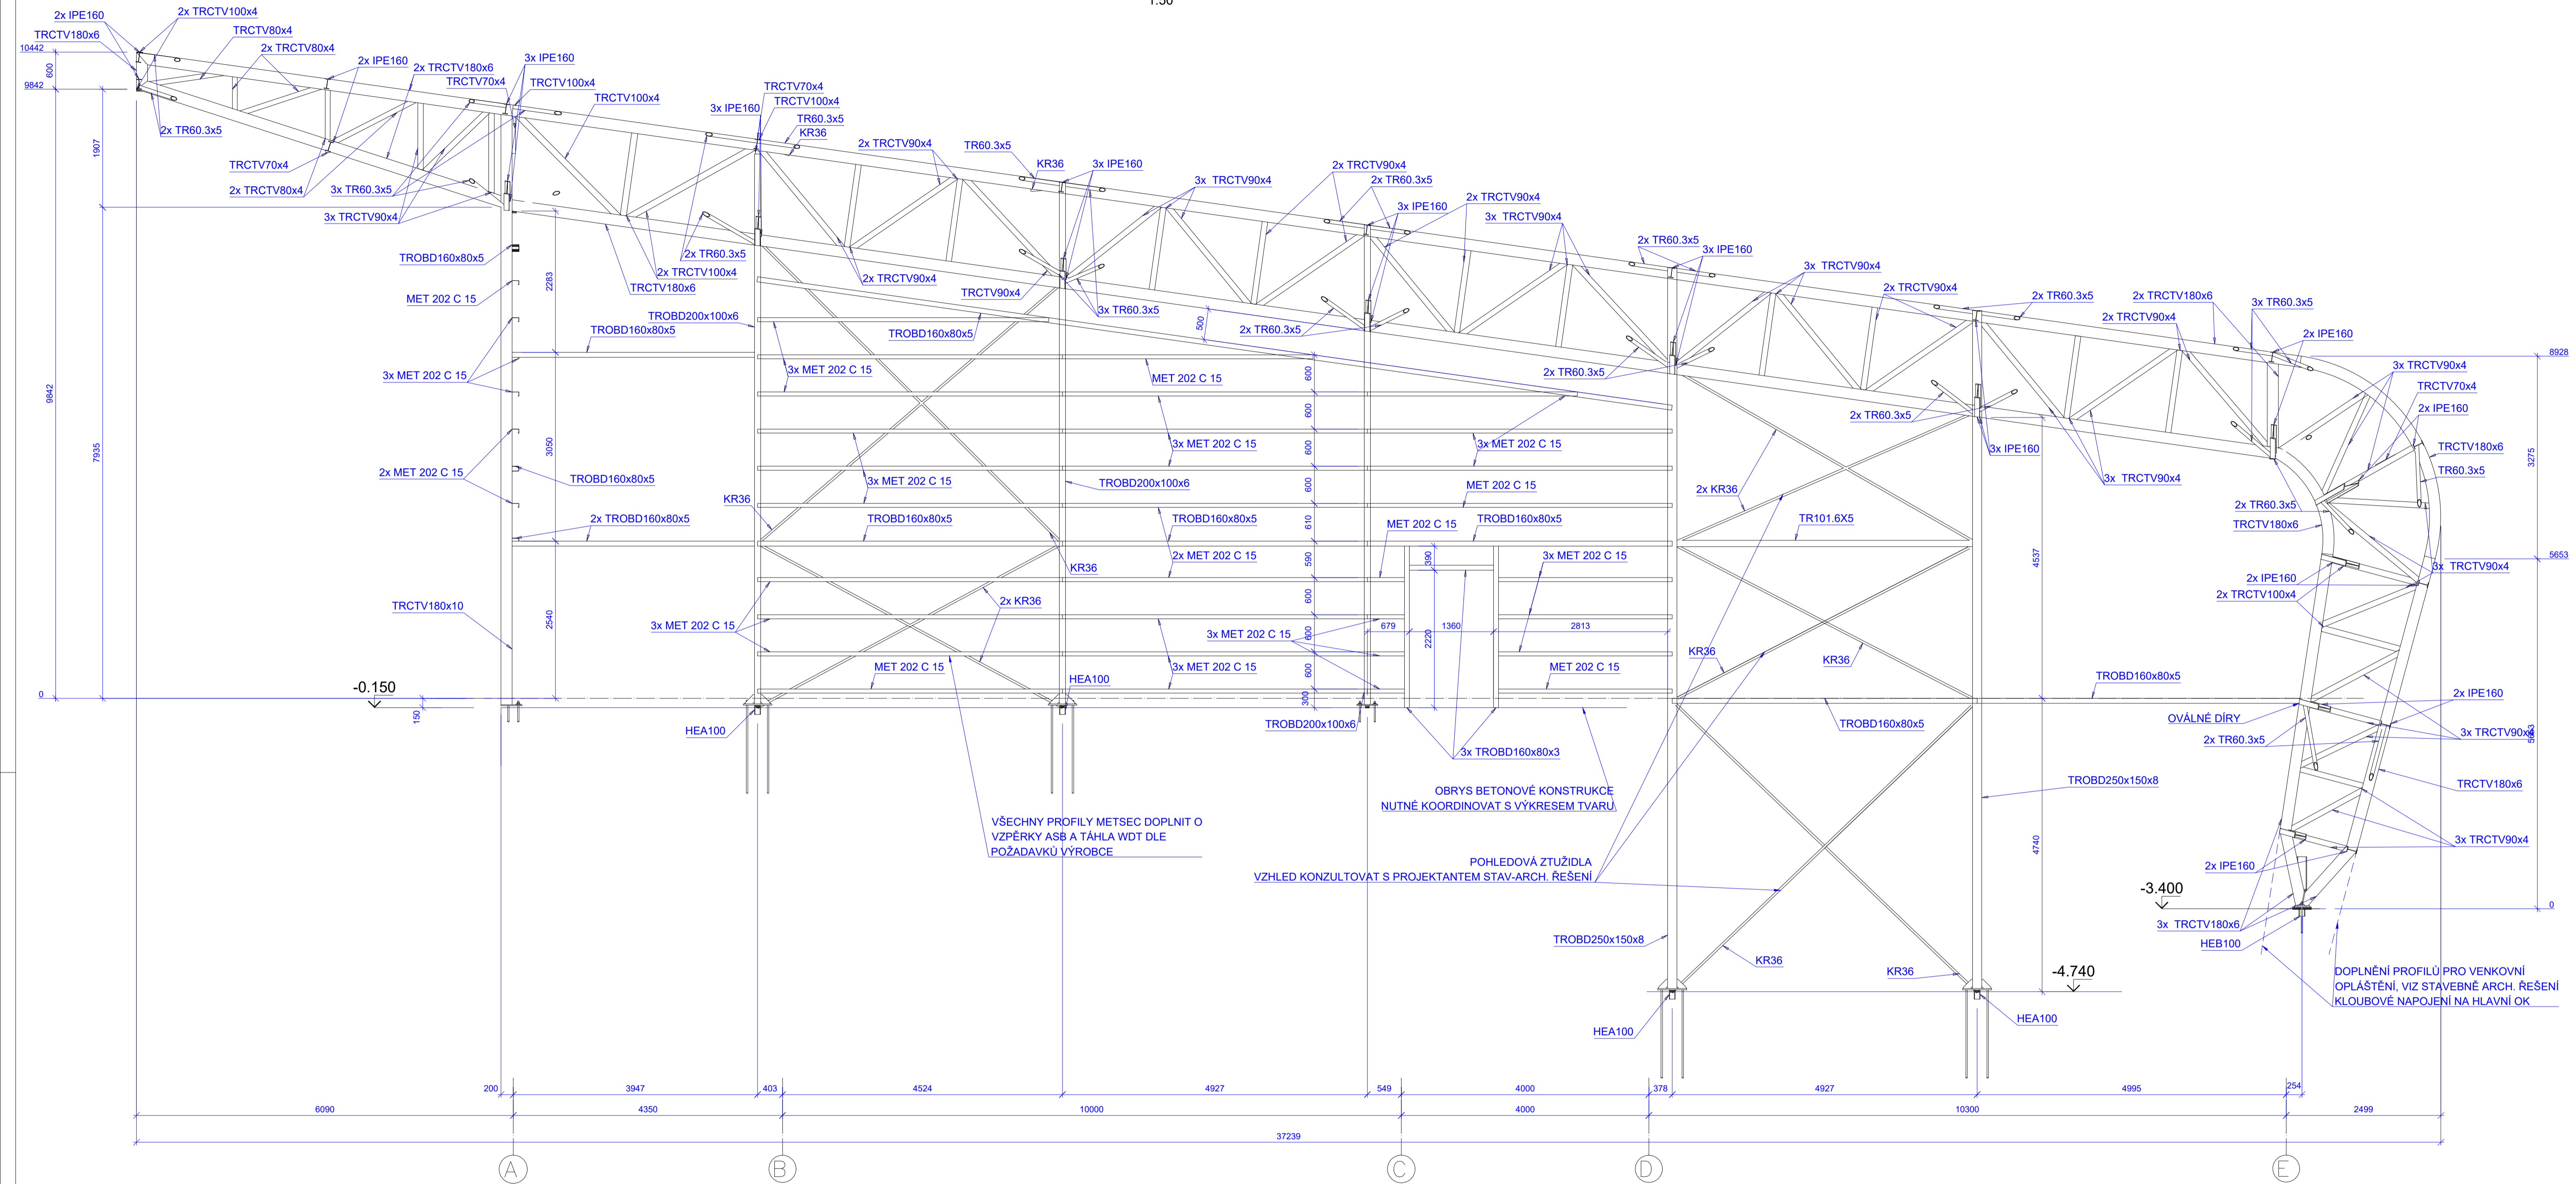 1:50
2x IPE160
2x TRCTV100x4
TRCTV180x6
TRCTV80x4
2x TRCTV80x4
10442
600
9842
2x IPE160
2x TRCTV180x6
3x IPE160
TRCTV70x4
TRCTV100x4
TRCTV100x4
2x TR60.3x5
TRCTV70x4
2x TRCTV80x4
3x TR60.3x5
3x TRCTV90x4
1907
7935
9842
0
TRCTV70x4
3x IPE160
TRCTV100x4
TR60.3x5
KR36
2x TRCTV90x4
TR60.3x5
KR36
3x IPE160
3x  TRCTV90x4
2x TRCTV90x4
2x TR60.3x5
2x TRCTV90x4
3x IPE160
3x  TRCTV90x4
2x TR60.3x5
3x IPE160
3x  TRCTV90x4
2x TRCTV90x4
2x TR60.3x5
2x TRCTV180x6
2x TRCTV90x4
3x TR60.3x5
2x IPE160
3x TRCTV90x4
TRCTV70x4
2x IPE160
TRCTV180x6
TR60.3x5
8928
3275
5653
5653
0
TROBD160x80x5
MET 202 C 15
3x MET 202 C 15
2x MET 202 C 15
TROBD160x80x5
TROBD160x80x5
2x TROBD160x80x5
2283
3050
2540
TRCTV180x10
-0.150
150
2x TR60.3x5
2x TRCTV100x4
TRCTV180x6
2x TRCTV90x4
TRCTV90x4
3x TR60.3x5
500
2x TR60.3x5
2x TR60.3x5
2x TR60.3x5
3x IPE160
3x  TRCTV90x4
2x TR60.3x5
TRCTV180x6
TROBD200x100x6
TROBD160x80x5
3x MET 202 C 15
MET 202 C 15
3x MET 202 C 15
3x MET 202 C 15
3x MET 202 C 15
TROBD200x100x6
MET 202 C 15
KR36
TROBD160x80x5
TROBD160x80x5
MET 202 C 15
TROBD160x80x5
2x MET 202 C 15
3x MET 202 C 15
KR36
2x KR36
3x MET 202 C 15
3x MET 202 C 15
3x MET 202 C 15
MET 202 C 15
MET 202 C 15
600
600
600
600
610
590
600
600
600
300
390
2220
679
1360
2813
2x KR36
TR101.6X5
KR36
KR36
4537
4740
3x  TRCTV90x4
2x IPE160
2x TRCTV100x4
TROBD160x80x5
TROBD160x80x5
2x IPE160
OVÁLNÉ DÍRY
2x TR60.3x5
3x TRCTV90x4
TROBD250x150x8
TRCTV180x6
3x TRCTV90x4
2x IPE160
-3.400
3x  TRCTV180x6
HEB100
HEA100
HEA100
TROBD200x100x6
3x TROBD160x80x3
OBRYS BETONOVÉ KONSTRUKCE
NUTNÉ KOORDINOVAT S VÝKRESEM TVARU
VŠECHNY PROFILY METSEC DOPLNIT O
VZPĚRKY ASB A TÁHLA WDT DLE
POŽADAVKŮ VÝROBCE
POHLEDOVÁ ZTUŽIDLA
VZHLED KONZULTOVAT S PROJEKTANTEM STAV-ARCH. ŘEŠENÍ
TROBD250x150x8
KR36
KR36
-4.740
HEA100
HEA100
DOPLNĚNÍ PROFILŮ PRO VENKOVNÍ
OPLÁŠTĚNÍ, VIZ STAVEBNĚ ARCH. ŘEŠENÍ
KLOUBOVÉ NAPOJENÍ NA HLAVNÍ OK
200
3947
403
4524
4927
549
4000
378
4927
4995
254
6090
4350
10000
4000
10300
2499
37239
A
B
C
D
E